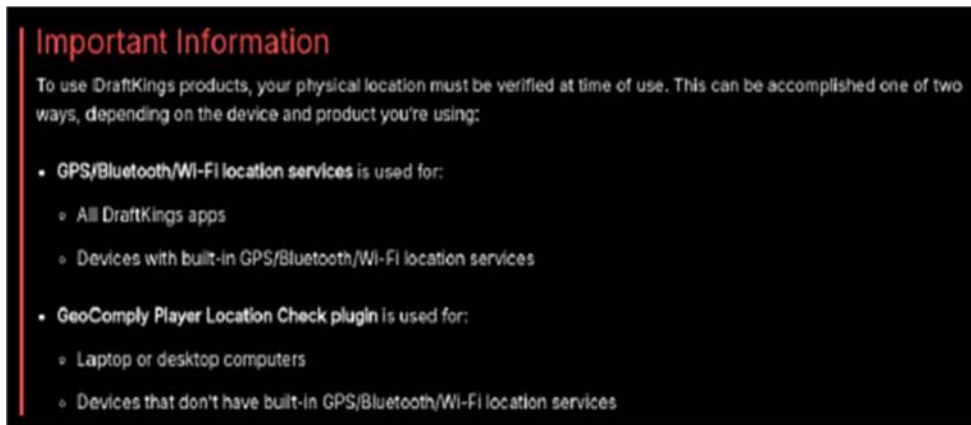 Important Information
To use DraftKings products, your physical location must be verified at time of use. This can be accomplished one of two
ways, depending on the device and product you're using:
• GPS/Bluetooth/Wi-Fi location services is used for:
◦ All DraftKings apps
◦ Devices with built-in GPS/Bluetooth/Wi-Fi location services
• GeoComply Player Location Check plugin is used for:
◦ Laptop or desktop computers
◦ Devices that don't have built-in GPS/Bluetooth/Wi-Fi location services